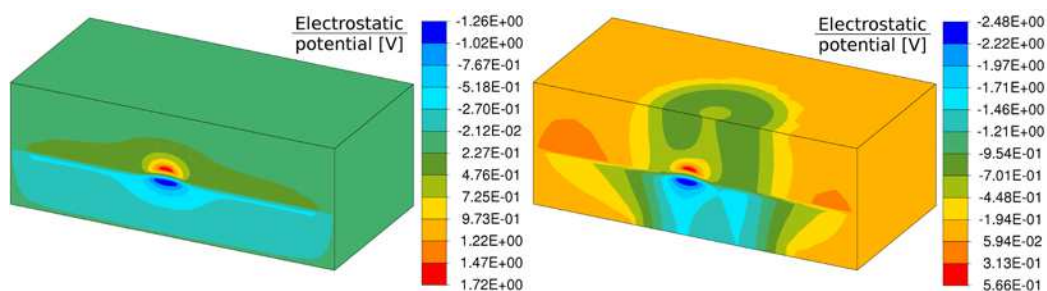 Electrostatic
potential [V]
-1.26E+00
-1.02E+00
-7.67E-01
-5.18E-01
-2.70E-01
-2.12E-02
2.27E-01
4.76E-01
7.25E-01
9.73E-01
1.22E+00
1.47E+00
1.72E+00
Electrostatic
potential [V]
-2.48E+00
-2.22E+00
-1.97E+00
-1.71E+00
-1.46E+00
-1.21E+00
-9.54E-01
-7.01E-01
-4.48E-01
-1.94E-01
5.94E-02
3.13E-01
5.66E-01